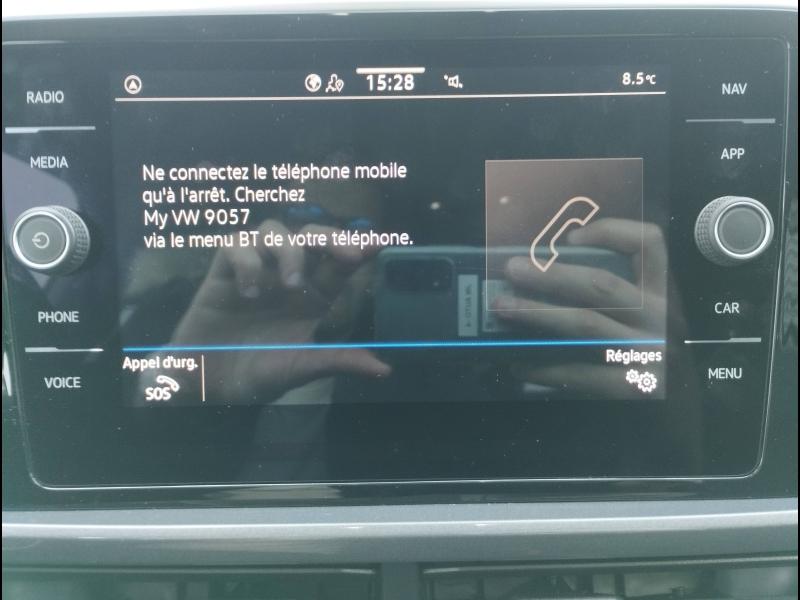 RADIO
MEDIA
PHONE
VOICE
15:28
8.5°C
Ne connectez le téléphone mobile
qu'à l'arrêt. Cherchez
My VW 9057
via le menu BT de votre téléphone.
Appel d'urg.
SOS
Réglages
NAV
APP
CAR
MENU